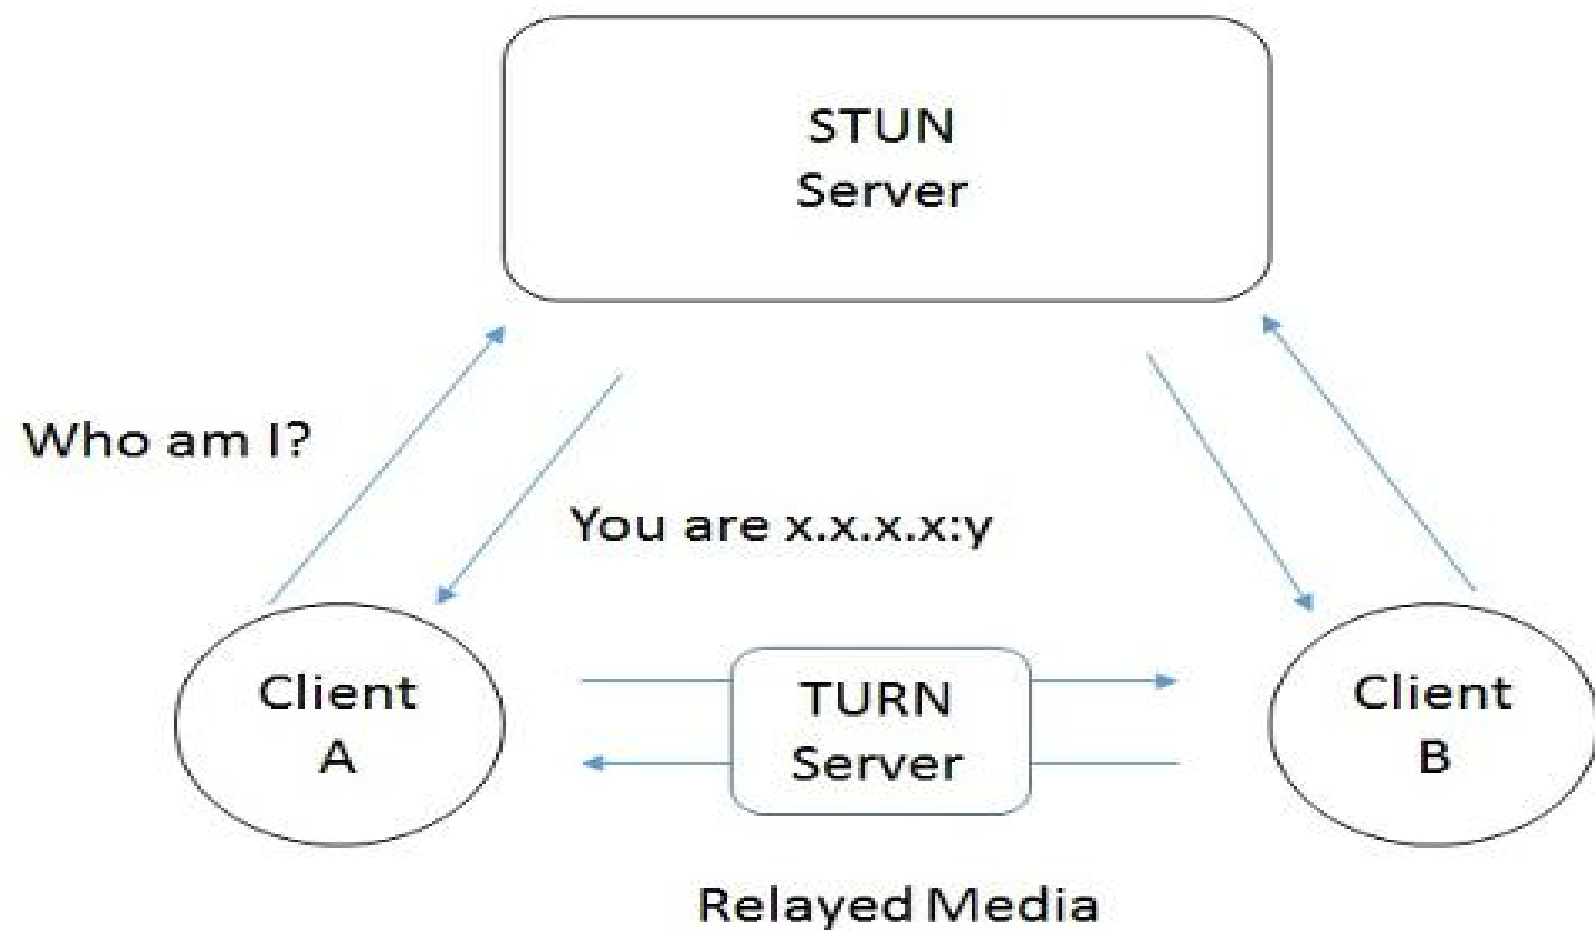 STUN
Server
Who am I?
You are x.x.x.x:y
Client
A
TURN
Server
Client
B
Relayed Media